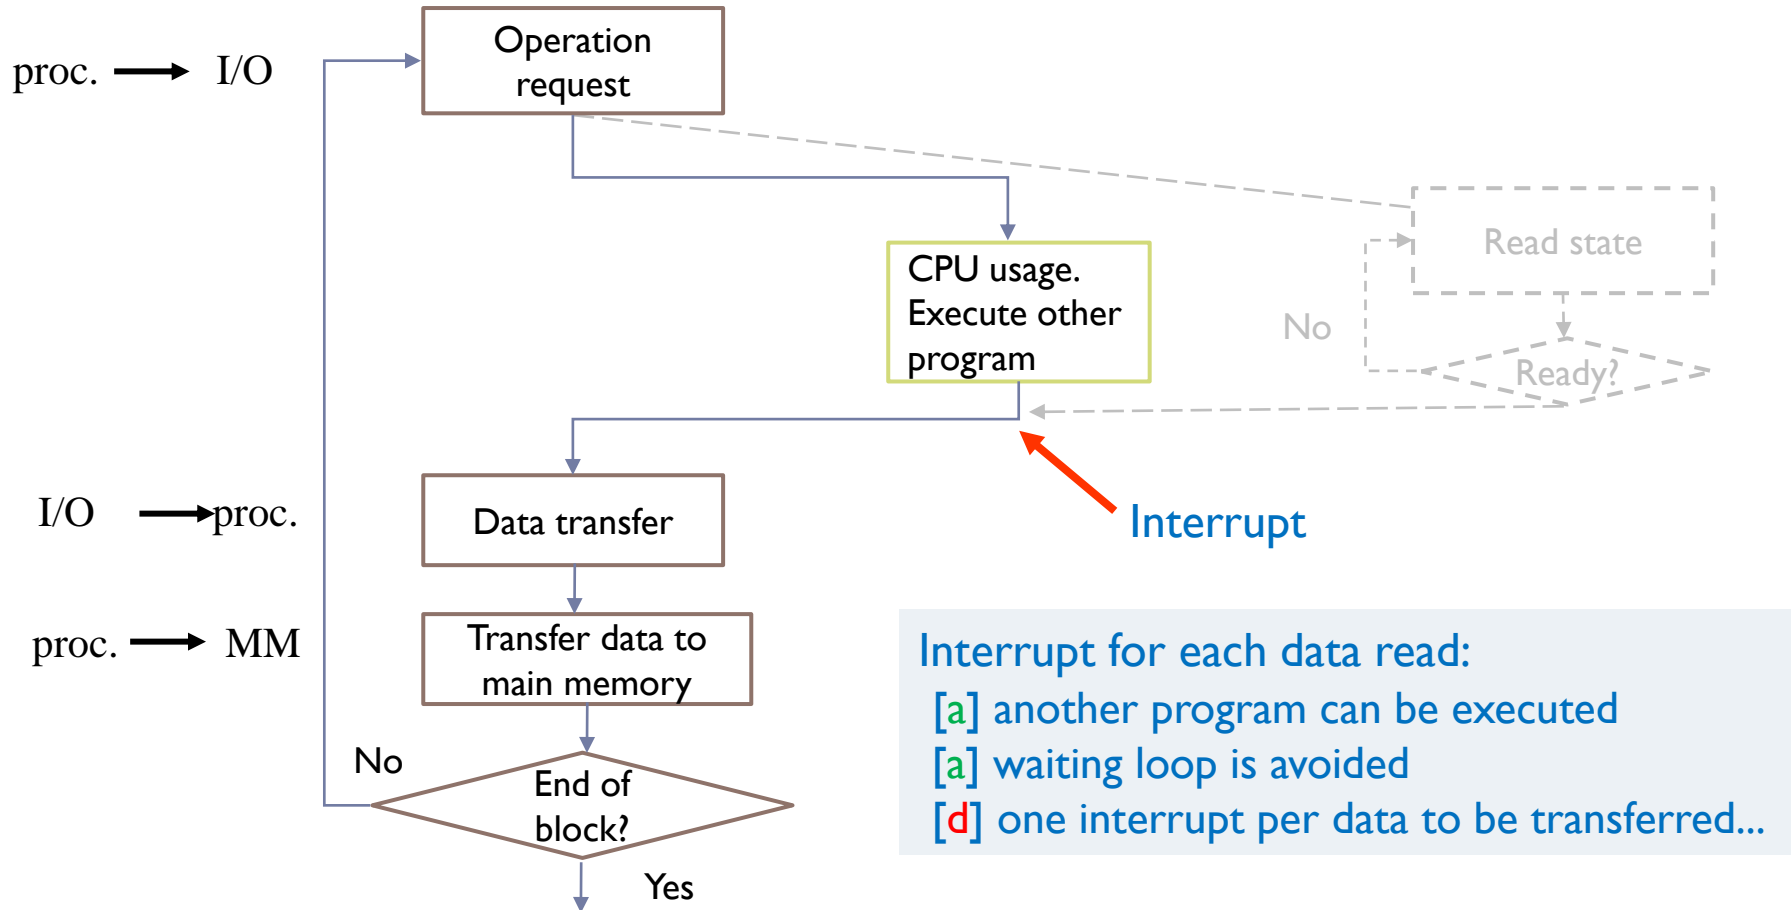 Operation
request
proc. I/O
Read state
CPU usage.
Execute other
program
No
Ready?
I/O proc.
Data transfer
Interrupt
proc. MM
Transfer data to
main memory
Interrupt for each data read:
[a] another program can be executed
[a] waiting loop is avoided
[d] one interrupt per data to be transferred...
No
End of
block?
Yes